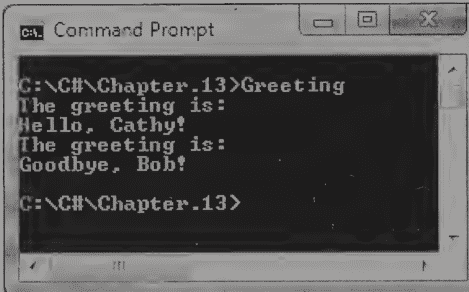 C:\. Command Prompt
C:\C#\Chapter.13>Greeting
The greeting is:
Hello, Cathy!
The greeting is:
Goodbye, Bob!
C:\C#\Chapter.13>